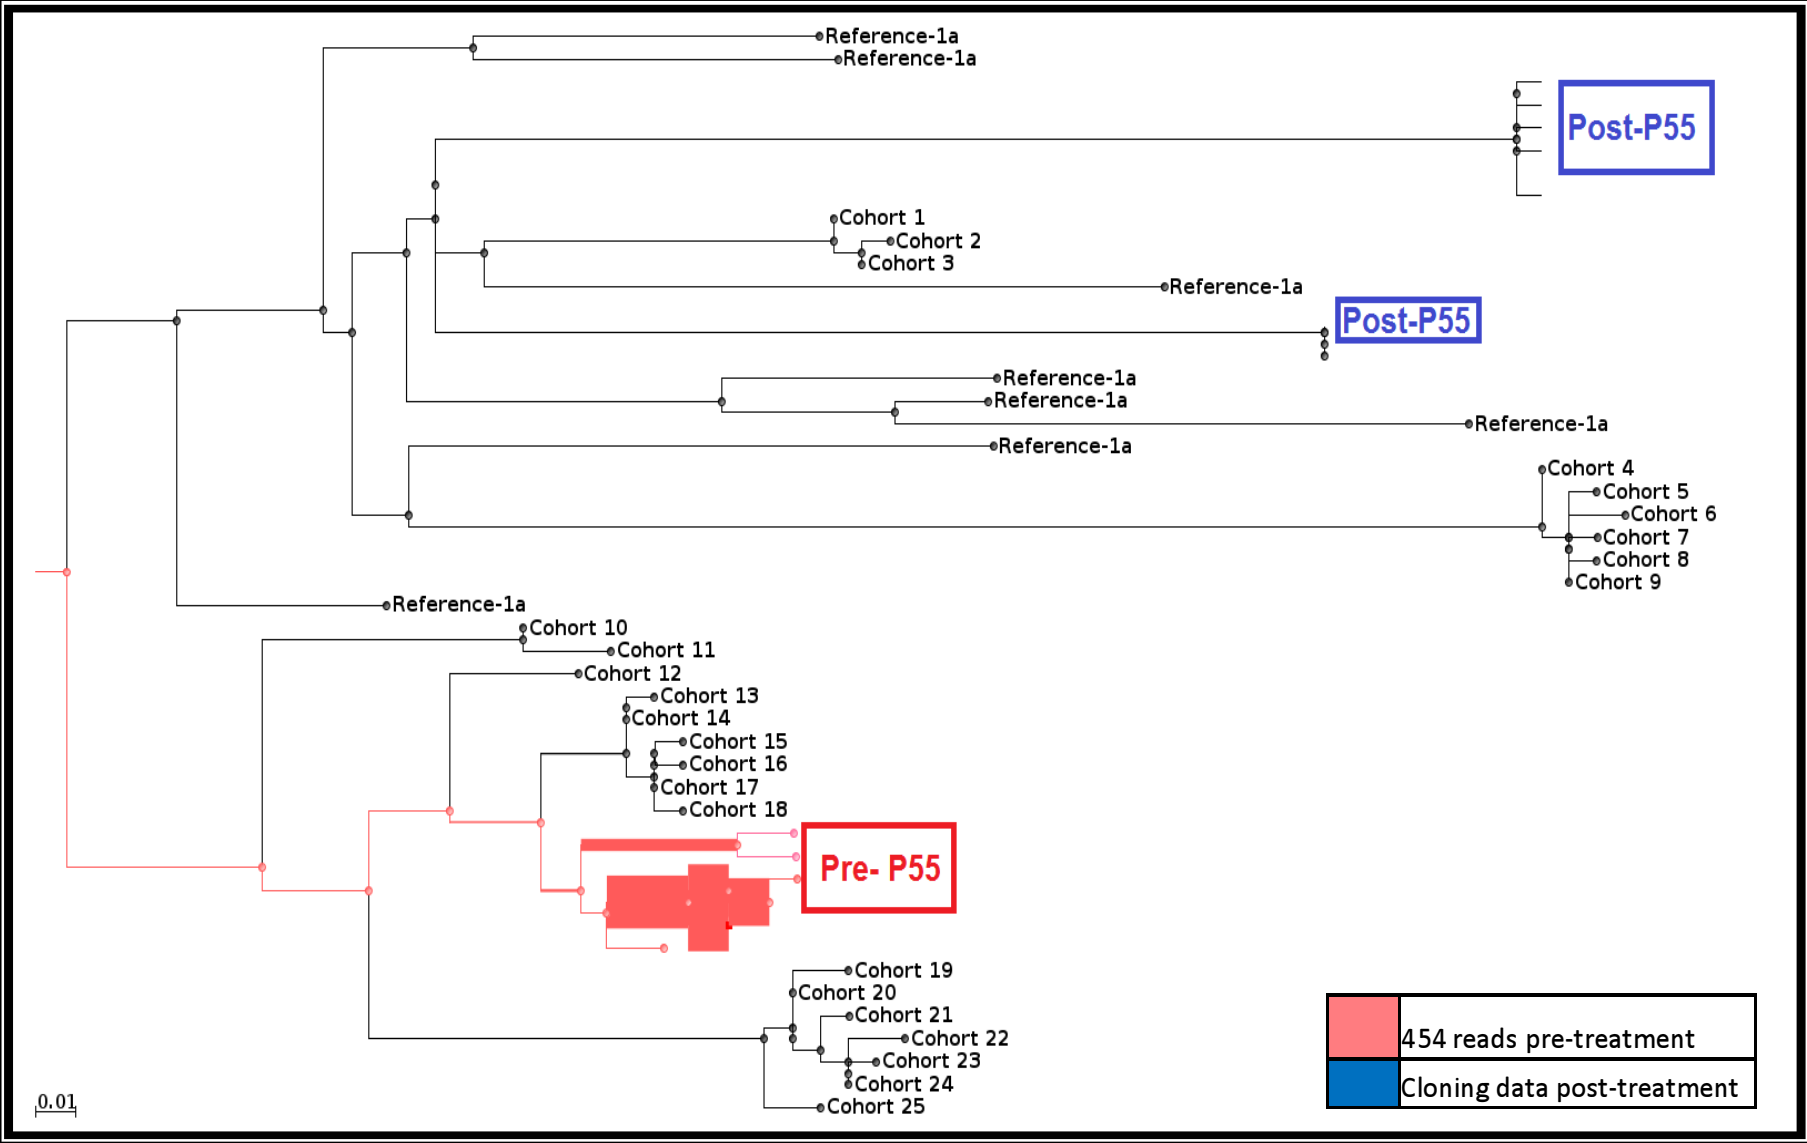 Reference-1a
Reference-1a
Post-P55
Cohort 1
Cohort 2
Cohort 3
Reference-1a
Post-P55
Reference-1a
Reference-1a
Reference-1a
Reference-1a
Cohort 4
Cohort 5
Cohort 6
Cohort 7
Cohort 8
Cohort 9
Reference-1a
Cohort 10
Cohort 11
Cohort 12
Cohort 13
Cohort 14
Cohort 15
Cohort 16
Cohort 17
Cohort 18
Pre- P55
Cohort 19
Cohort 20
Cohort 21
Cohort 22
Cohort 23
Cohort 24
Cohort 25
454 reads pre-treatment
Cloning data post-treatment
0.01